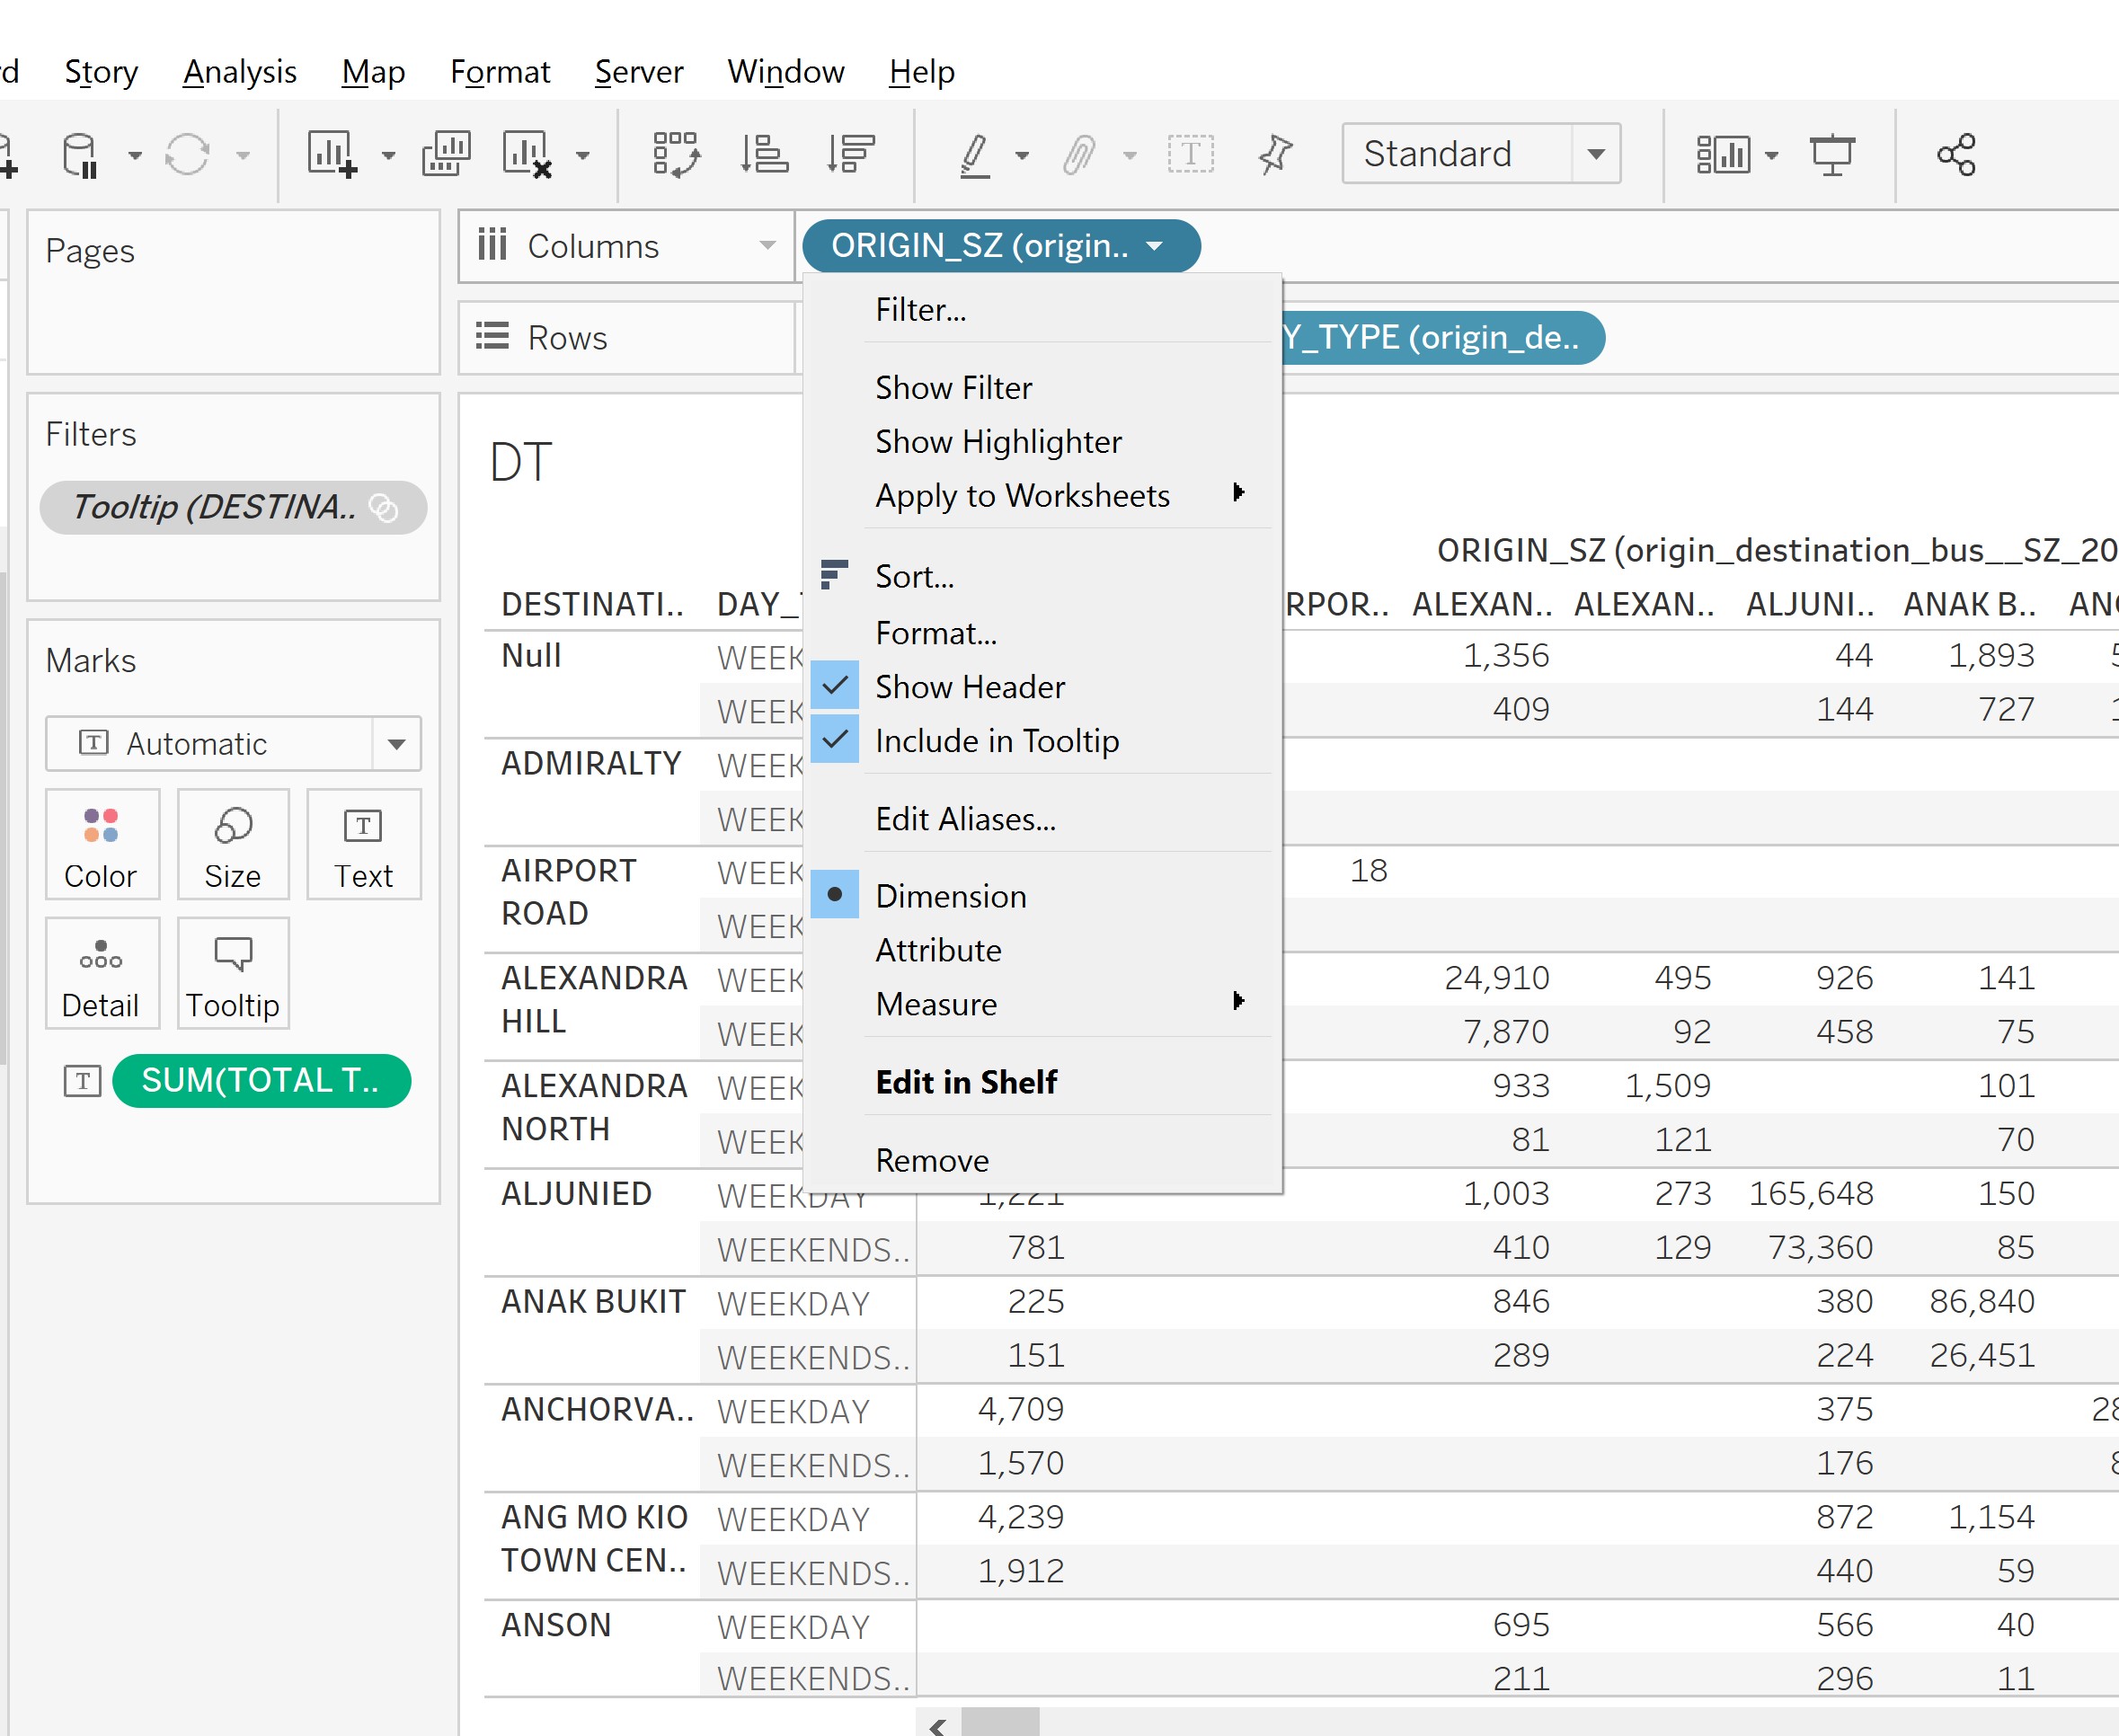 d Story Analysis Map Format Server Window Help
Standard
Pages
Columns ORIGIN_SZ (origin..
Rows Y_TYPE (origin_de..
Filters
Tooltip (DESTINA..
Marks
Automatic
Color Size Text
Detail Tooltip
SUM(TOTAL T..
Filter...
Show Filter
Show Highlighter
Apply to Worksheets
Sort...
Format...
Show Header
Include in Tooltip
Edit Aliases...
Dimension
Attribute
Measure
Edit in Shelf
Remove
DT
ORIGIN_SZ (origin_destination_bus__SZ_20
DESTINATI.. DAY_ RPOR.. ALEXAN.. ALEXAN.. ALJUNI.. ANAK B.. AN
Null WEEK 1,356 44 1,893
WEEK 409 144 727
ADMIRALTY WEEK
WEEK
AIRPORT WEEK 18
ROAD WEEK
ALEXANDRA WEEK 24,910 495 926 141
HILL WEEK 7,870 92 458 75
ALEXANDRA WEEK 933 1,509 101
NORTH WEEK 81 121 70
ALJUNIED WEEKDAY 1,221 1,003 273 165,648 150
WEEKENDS.. 781 410 129 73,360 85
ANAK BUKIT WEEKDAY 225 846 380 86,840
WEEKENDS.. 151 289 224 26,451
ANCHORVA.. WEEKDAY 4,709 375 28
WEEKENDS.. 1,570 176 8
ANG MO KIO WEEKDAY 4,239 872 1,154
TOWN CEN.. WEEKENDS.. 1,912 440 59
ANSON WEEKDAY 695 566 40
WEEKENDS.. 211 296 11